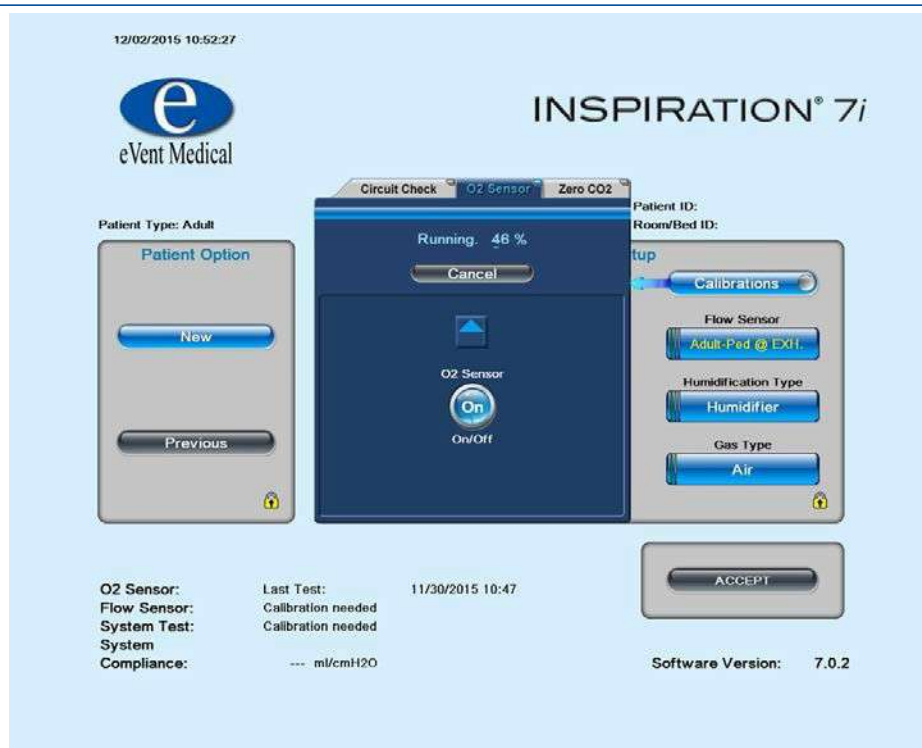 12/02/2015 10:52:27
e
eVent Medical
INSPIRATION® 7i
Circuit Check
O2 Sensor
Zero CO2
Patient Type: Adult
Patient ID:
Room/Bed ID:
Patient Option
Running. 46 %
tup
Cancel
Calibrations
New
Flow Sensor
Adult-Ped @ EXH.
O2 Sensor
On
On/Off
Humidification Type
Humidifier
Previous
Gas Type
Air
ACCEPT
O2 Sensor: Last Test: 11/30/2015 10:47
Flow Sensor: Calibration needed
System Test: Calibration needed
System
Compliance: --- ml/cmH2O
Software Version: 7.0.2